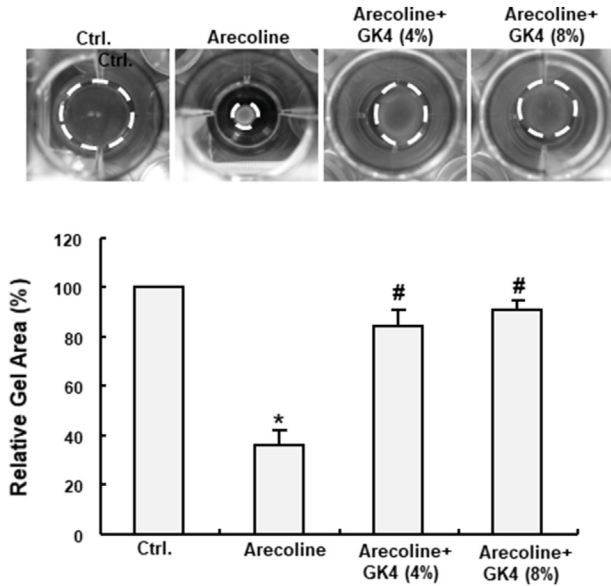 Ctrl.
Ctrl.
Arecoline
Arecoline+
GK4 (4%)
Arecoline+
GK4 (8%)
Relative Gel Area (%)
120
100
80
60
40
20
0
*
#
#
Ctrl.
Arecoline
Arecoline+
GK4 (4%)
Arecoline+
GK4 (8%)